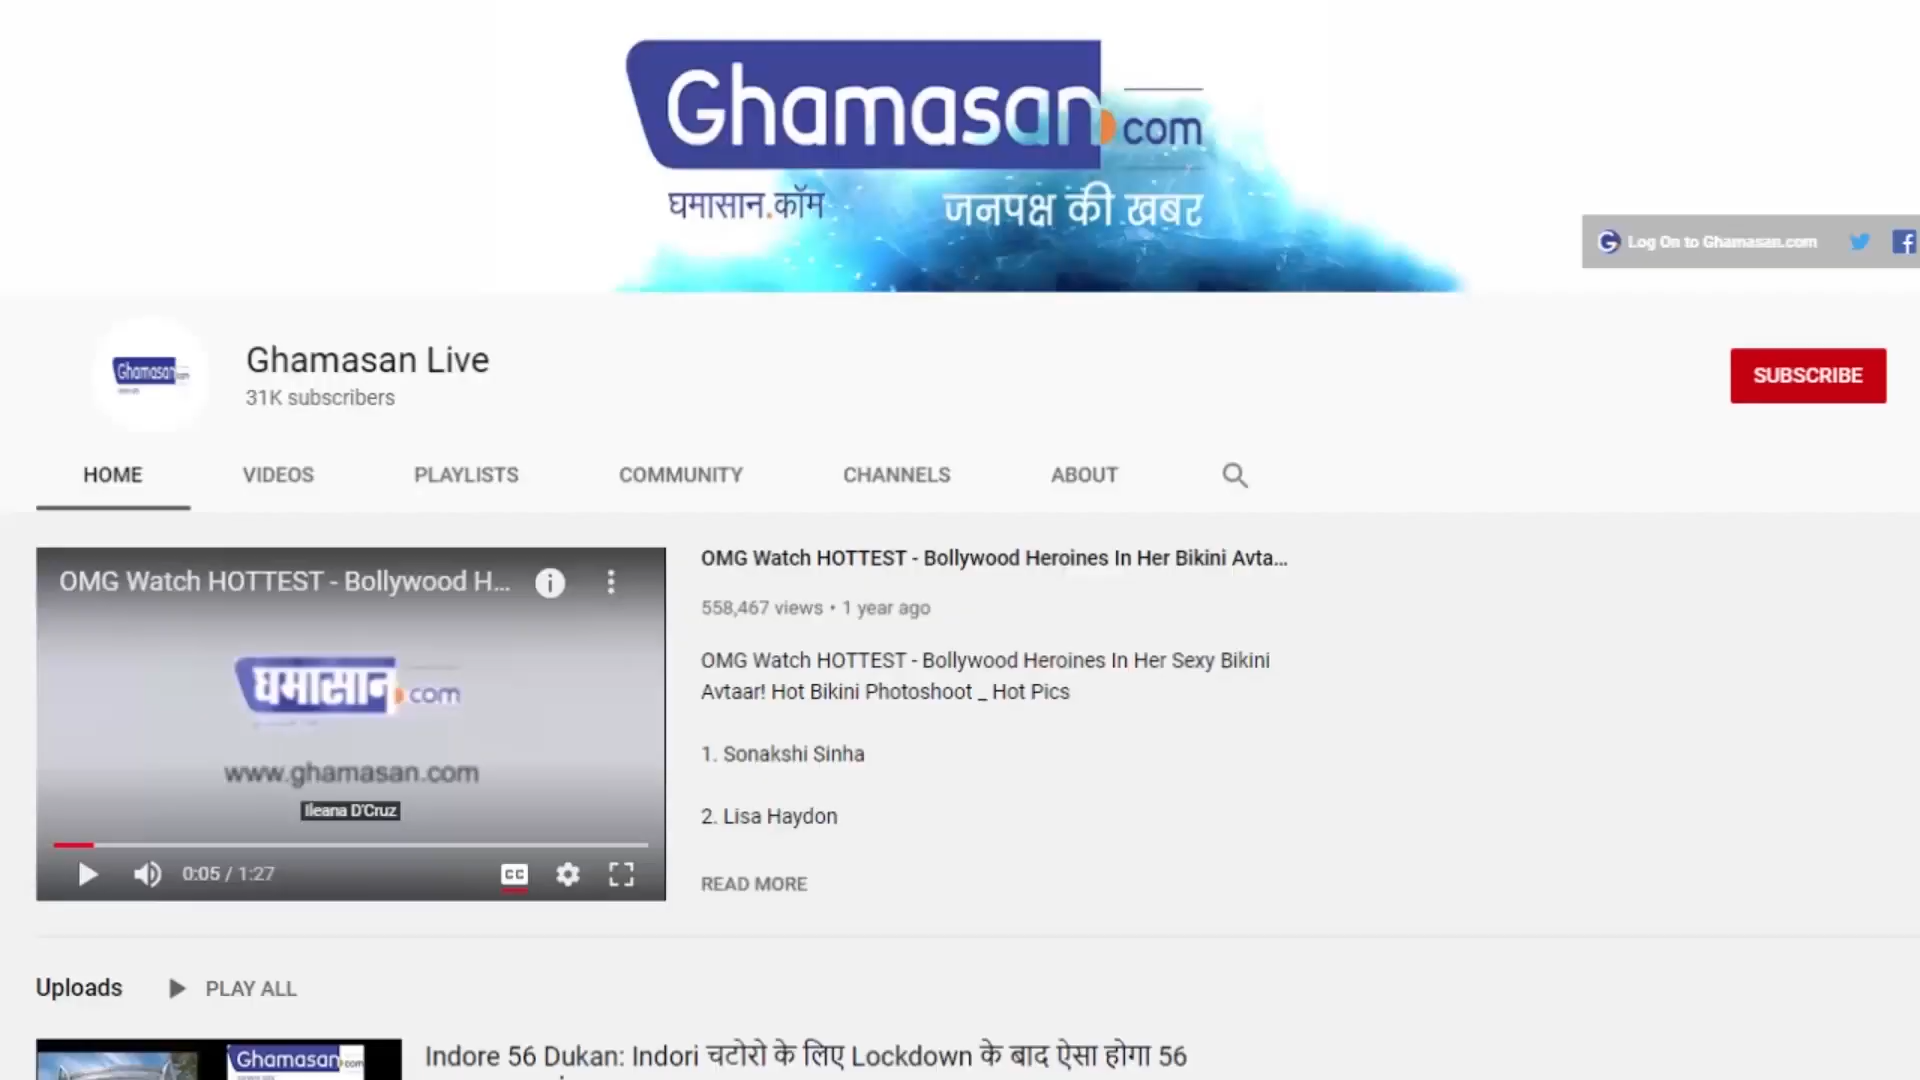 Ghamasan.com
घमासान.कॉम
जनपक्ष की खबर
Log On to Ghamasan.com
Ghamasan
Ghamasan Live
31K subscribers
SUBSCRIBE
HOME VIDEOS PLAYLISTS COMMUNITY CHANNELS ABOUT
OMG Watch HOTTEST - Bollywood H...
घमासान.com
www.ghamasan.com
Ileana D'Cruz
0:05 / 1:27
CC
OMG Watch HOTTEST - Bollywood Heroines In Her Bikini Avta...
558,467 views • 1 year ago
OMG Watch HOTTEST - Bollywood Heroines In Her Sexy Bikini
Avtaar! Hot Bikini Photoshoot _ Hot Pics
1. Sonakshi Sinha
2. Lisa Haydon
READ MORE
Uploads PLAY ALL
Ghamasan.com
Indore 56 Dukan: Indori चटोरो के लिए Lockdown के बाद ऐसा होगा 56